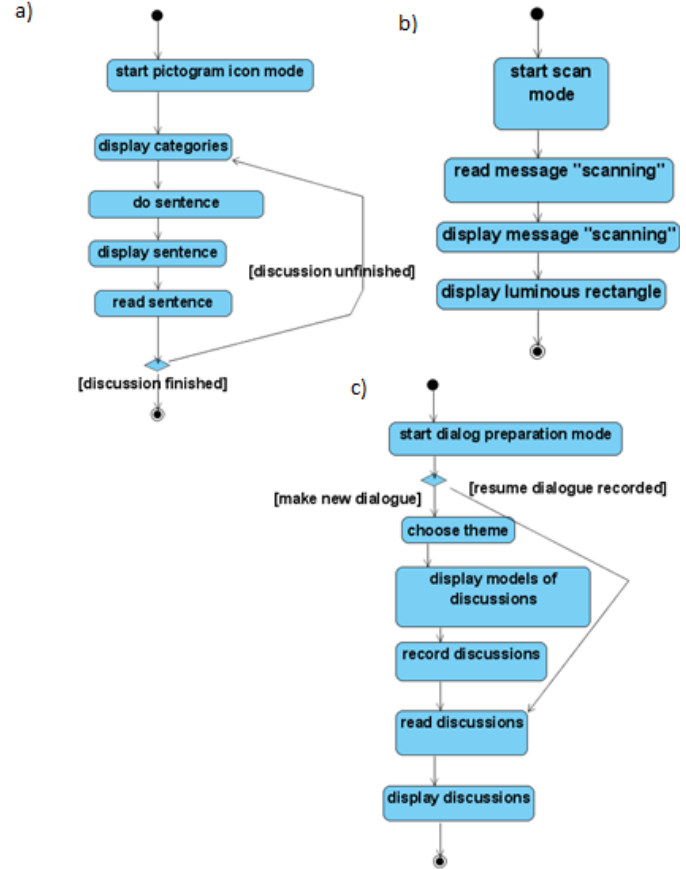 a)
start pictogram icon mode
display categories
do sentence
display sentence
[discussion unfinished]
read sentence
[discussion finished]
b)
start scan
mode
read message "scanning"
display message "scanning"
display luminous rectangle
c)
start dialog preparation mode
[make new dialogue]
[resume dialogue recorded]
choose theme
display models of
discussions
record discussions
read discussions
display discussions